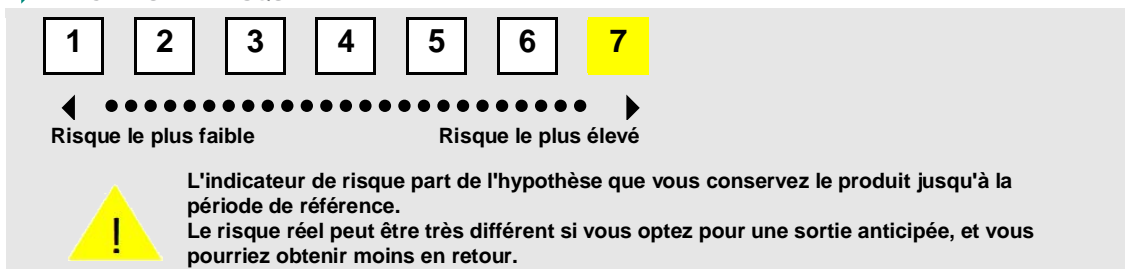 1 2 3 4 5 6 7
Risque le plus faible Risque le plus élevé
L'indicateur de risque part de l'hypothèse que vous conservez le produit jusqu'à la
période de référence.
Le risque réel peut être très différent si vous optez pour une sortie anticipée, et vous
pourriez obtenir moins en retour.
!